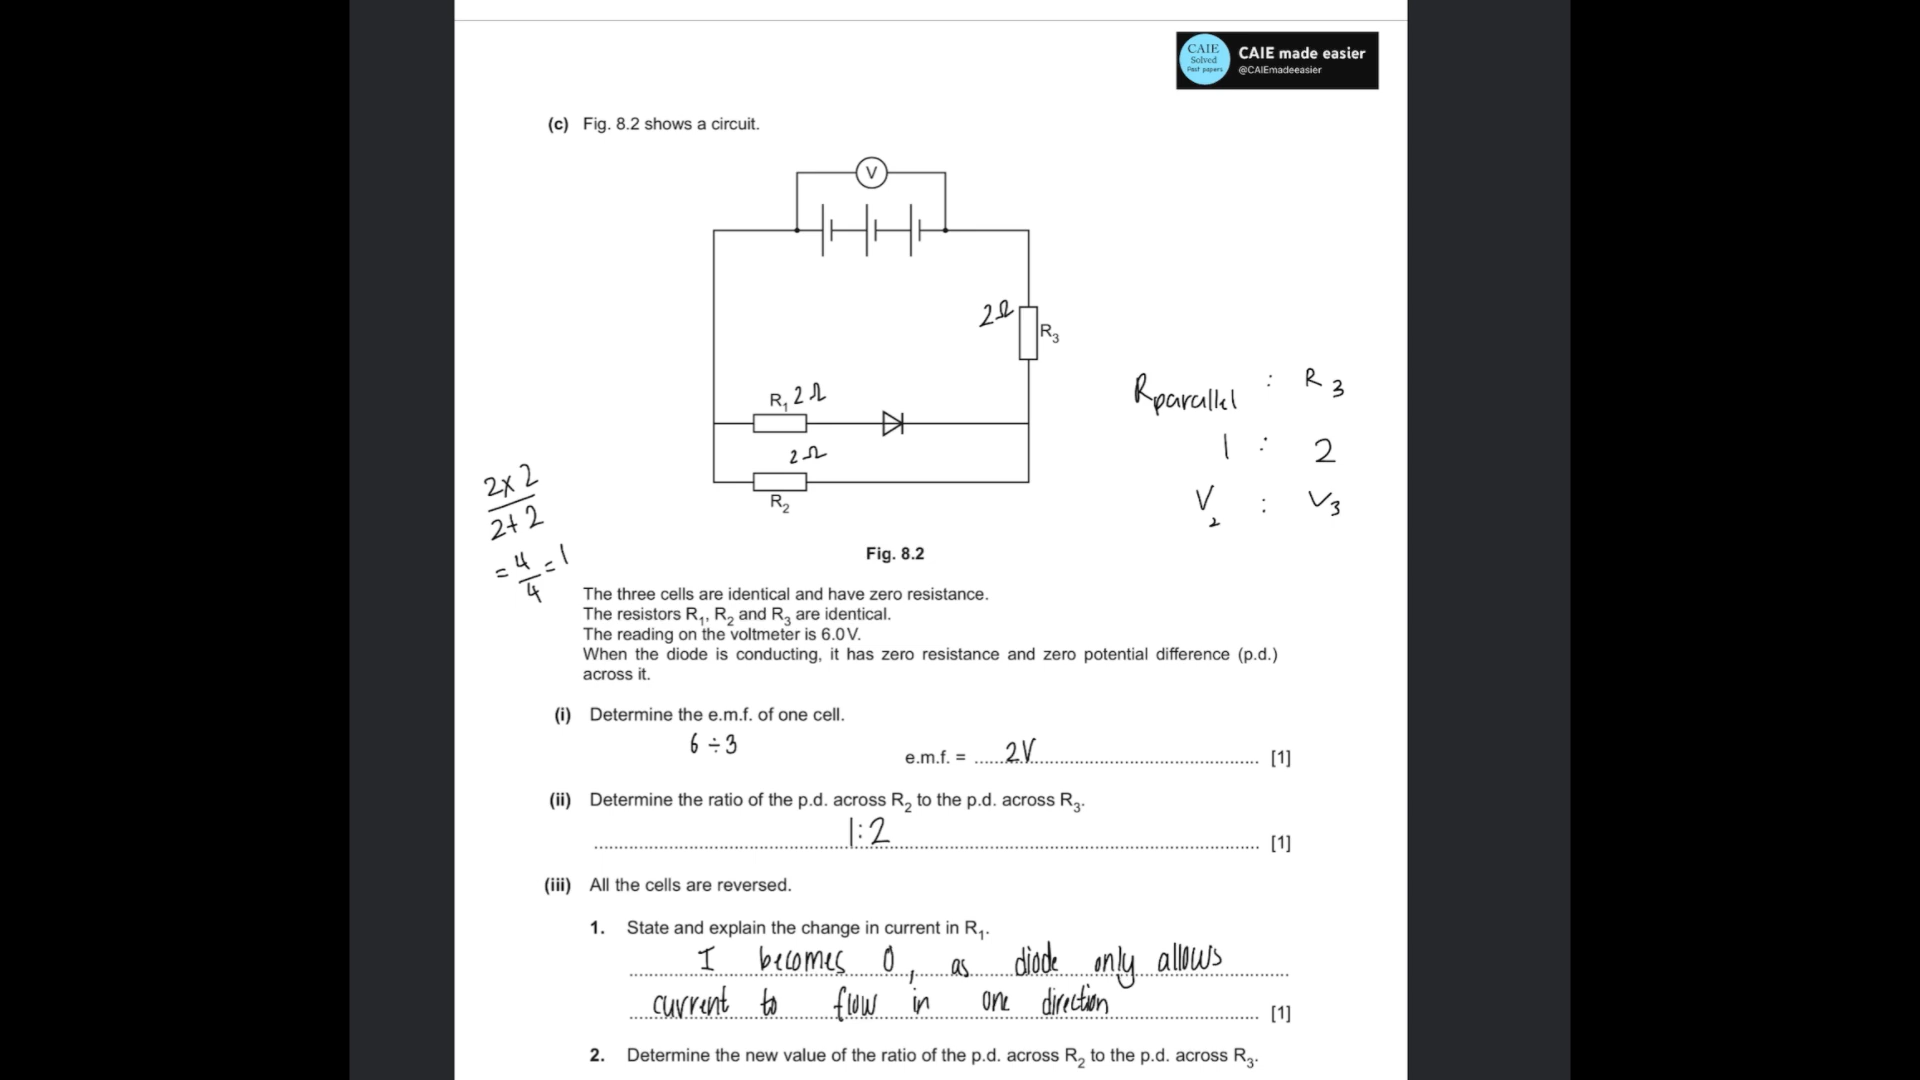 CAIE
Solved
Past papers
CAIE made easier
@CAIEmadeeasier
(c) Fig. 8.2 shows a circuit.
V
2Ω
R3
R1 2Ω
2Ω
R2
Rparallel : R3
1 : 2
V2 : V3
2x2
2+2
= 4 = 1
4
Fig. 8.2
The three cells are identical and have zero resistance.
The resistors R1, R2 and R3 are identical.
The reading on the voltmeter is 6.0V.
When the diode is conducting, it has zero resistance and zero potential difference (p.d.)
across it.
(i) Determine the e.m.f. of one cell.
6 ÷ 3
e.m.f. = ......2V...................................................... [1]
(ii) Determine the ratio of the p.d. across R2 to the p.d. across R3.
1:2
[1]
(iii) All the cells are reversed.
1. State and explain the change in current in R1.
I becomes 0, as diode only allows
current to flow in one direction [1]
2. Determine the new value of the ratio of the p.d. across R2 to the p.d. across R3.